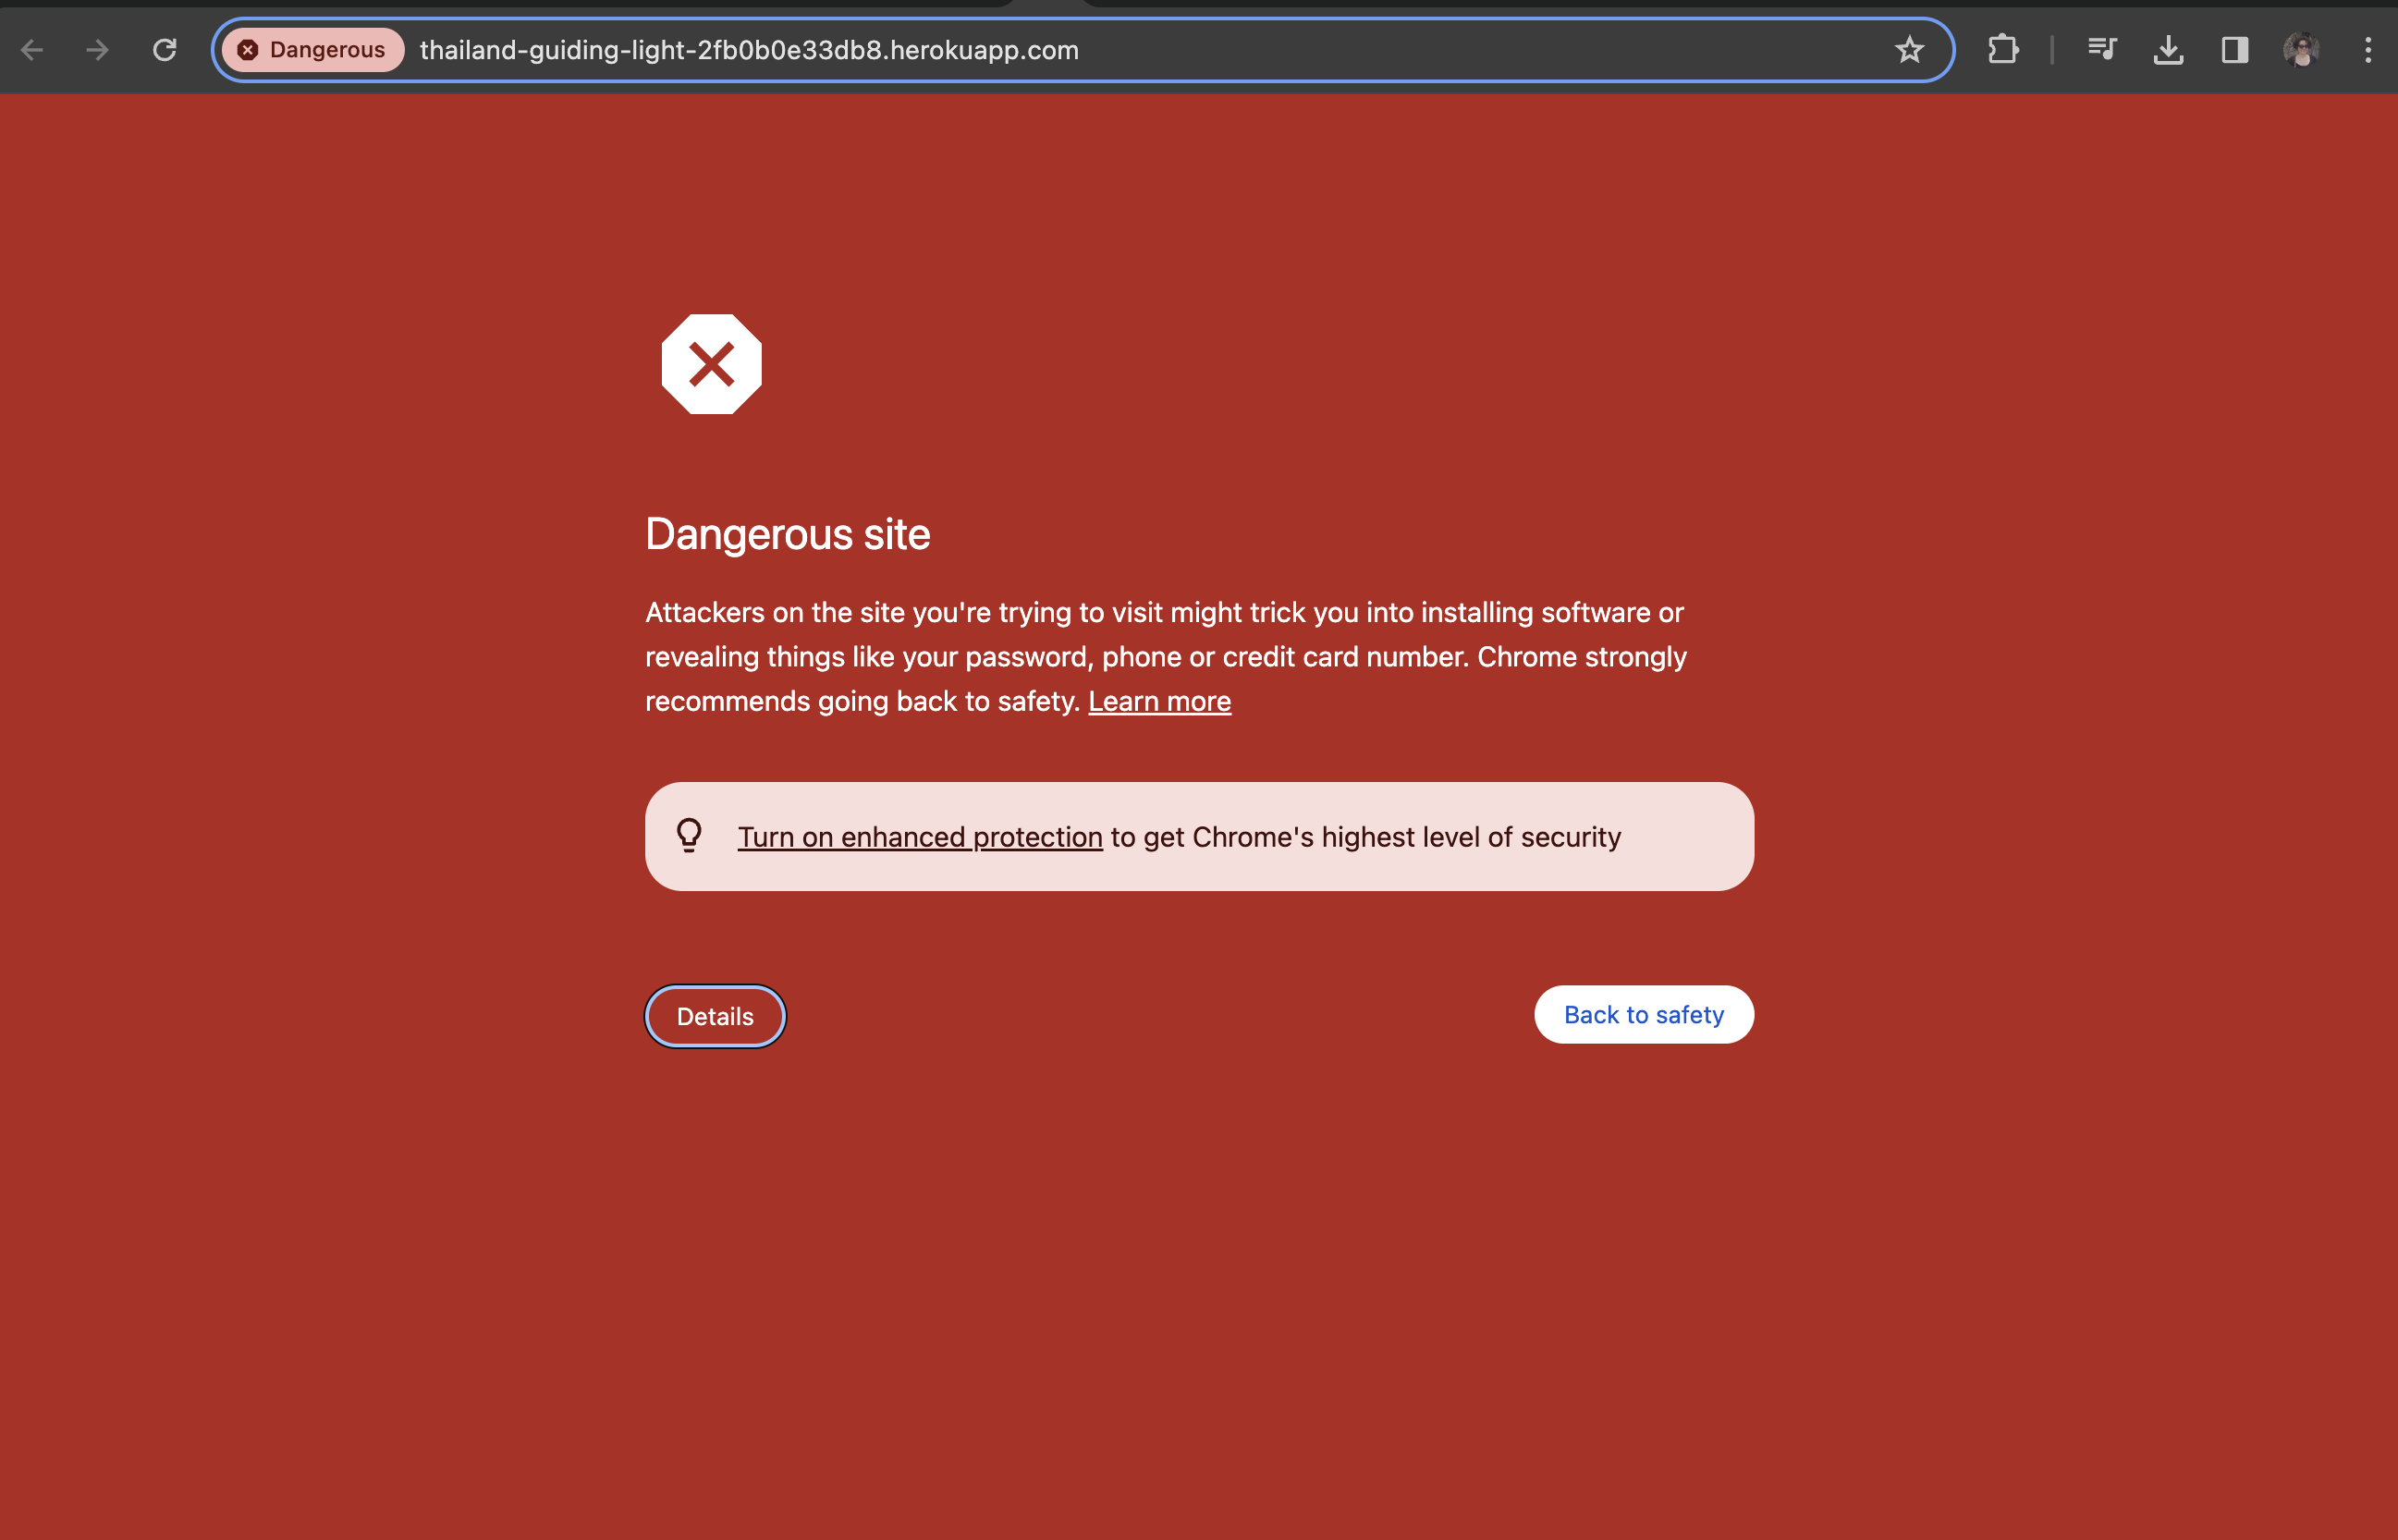 Dangerous
thailand-guiding-light-2fb0b0e33db8.herokuapp.com
Dangerous site
Attackers on the site you're trying to visit might trick you into installing software or
revealing things like your password, phone or credit card number. Chrome strongly
recommends going back to safety. Learn more
Turn on enhanced protection to get Chrome's highest level of security
Details
Back to safety